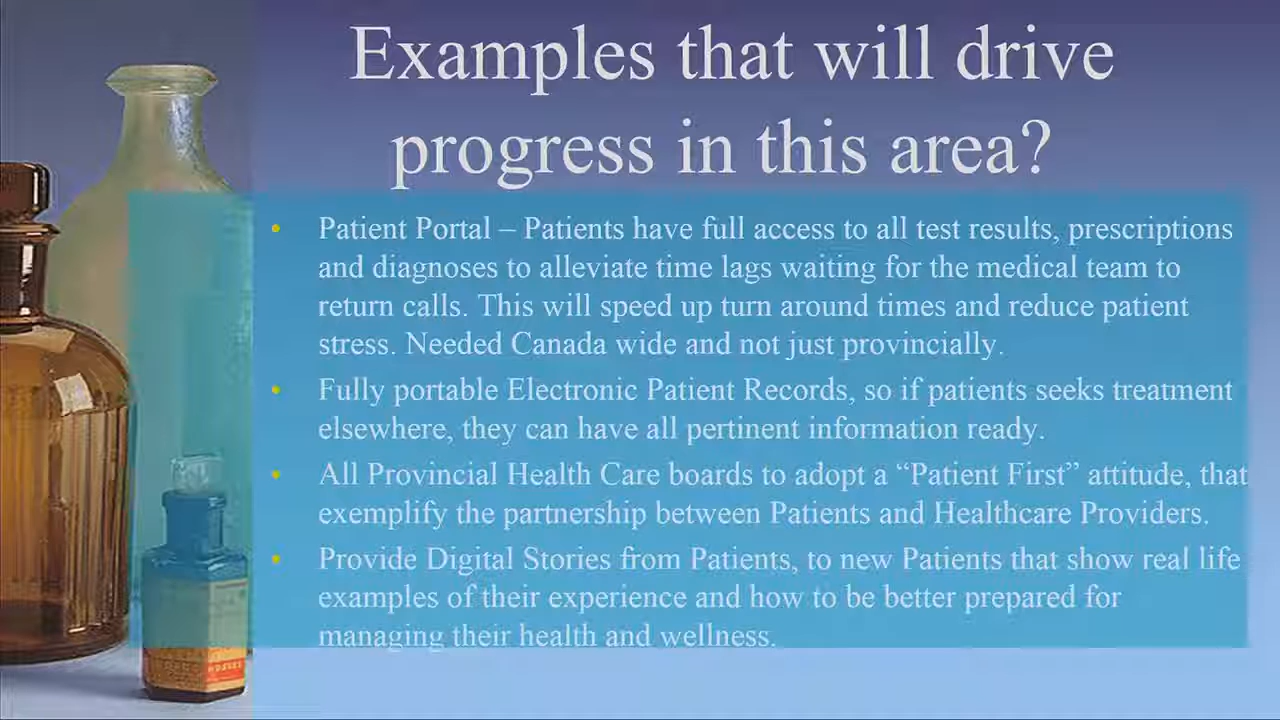 Examples that will drive
progress in this area?
• Patient Portal – Patients have full access to all test results, prescriptions
and diagnoses to alleviate time lags waiting for the medical team to
return calls. This will speed up turn around times and reduce patient
stress. Needed Canada wide and not just provincially.
• Fully portable Electronic Patient Records, so if patients seeks treatment
elsewhere, they can have all pertinent information ready.
• All Provincial Health Care boards to adopt a “Patient First” attitude, that
exemplify the partnership between Patients and Healthcare Providers.
• Provide Digital Stories from Patients, to new Patients that show real life
examples of their experience and how to be better prepared for
managing their health and wellness.